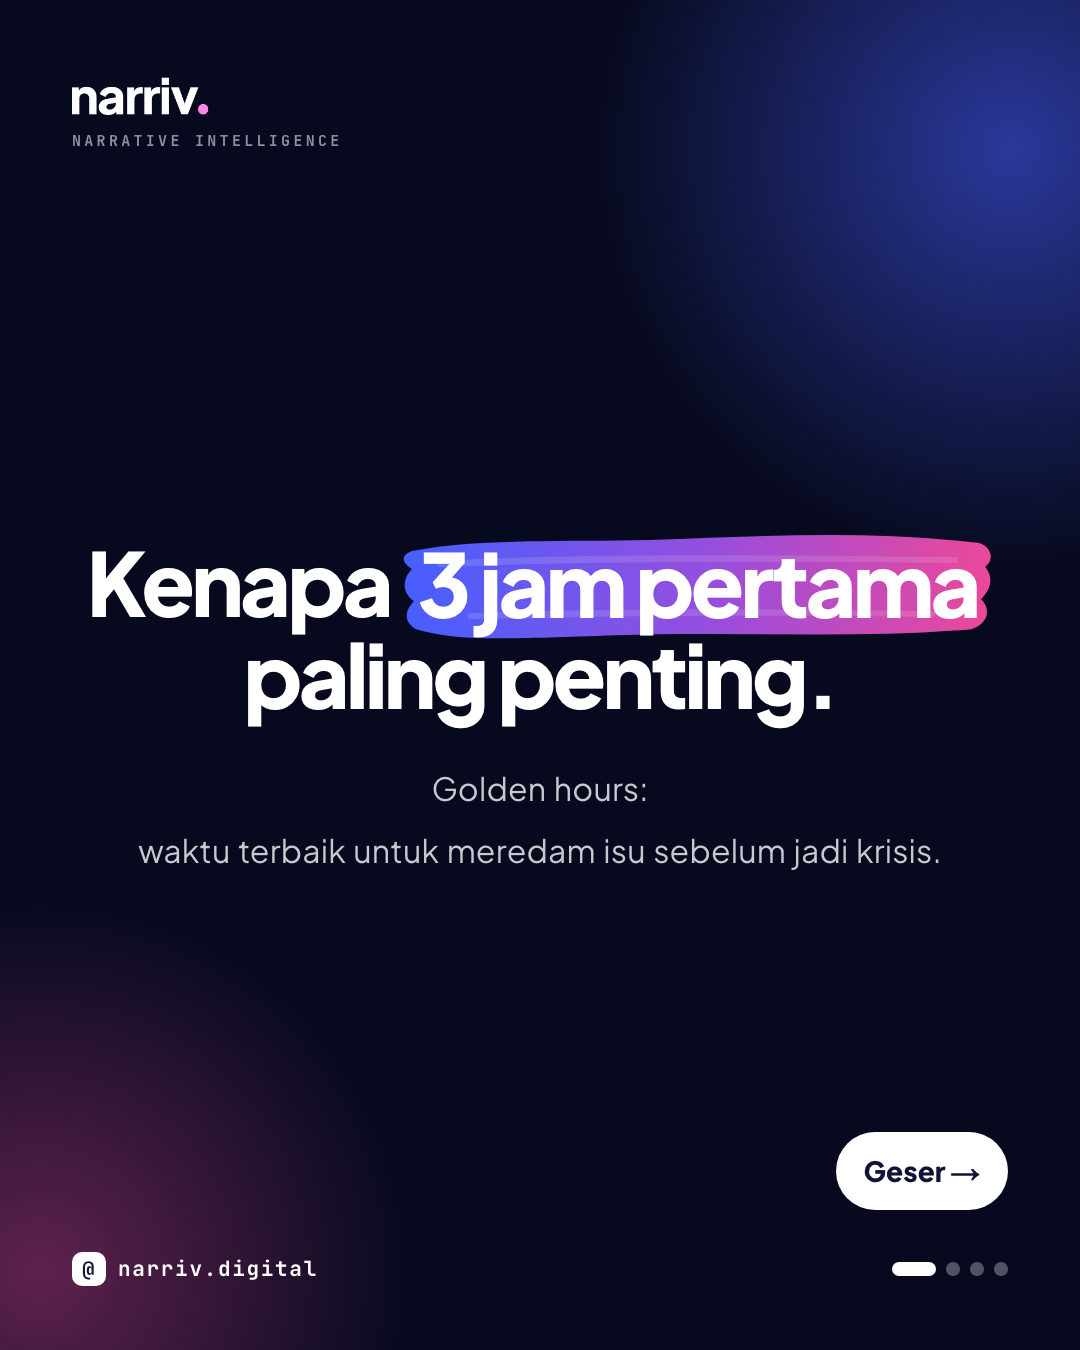 narriv.
NARRATIVE INTELLIGENCE
Kenapa 3 jam pertama
paling penting.
Golden hours:
waktu terbaik untuk meredam isu sebelum jadi krisis.
Geser →
@ narriv.digital